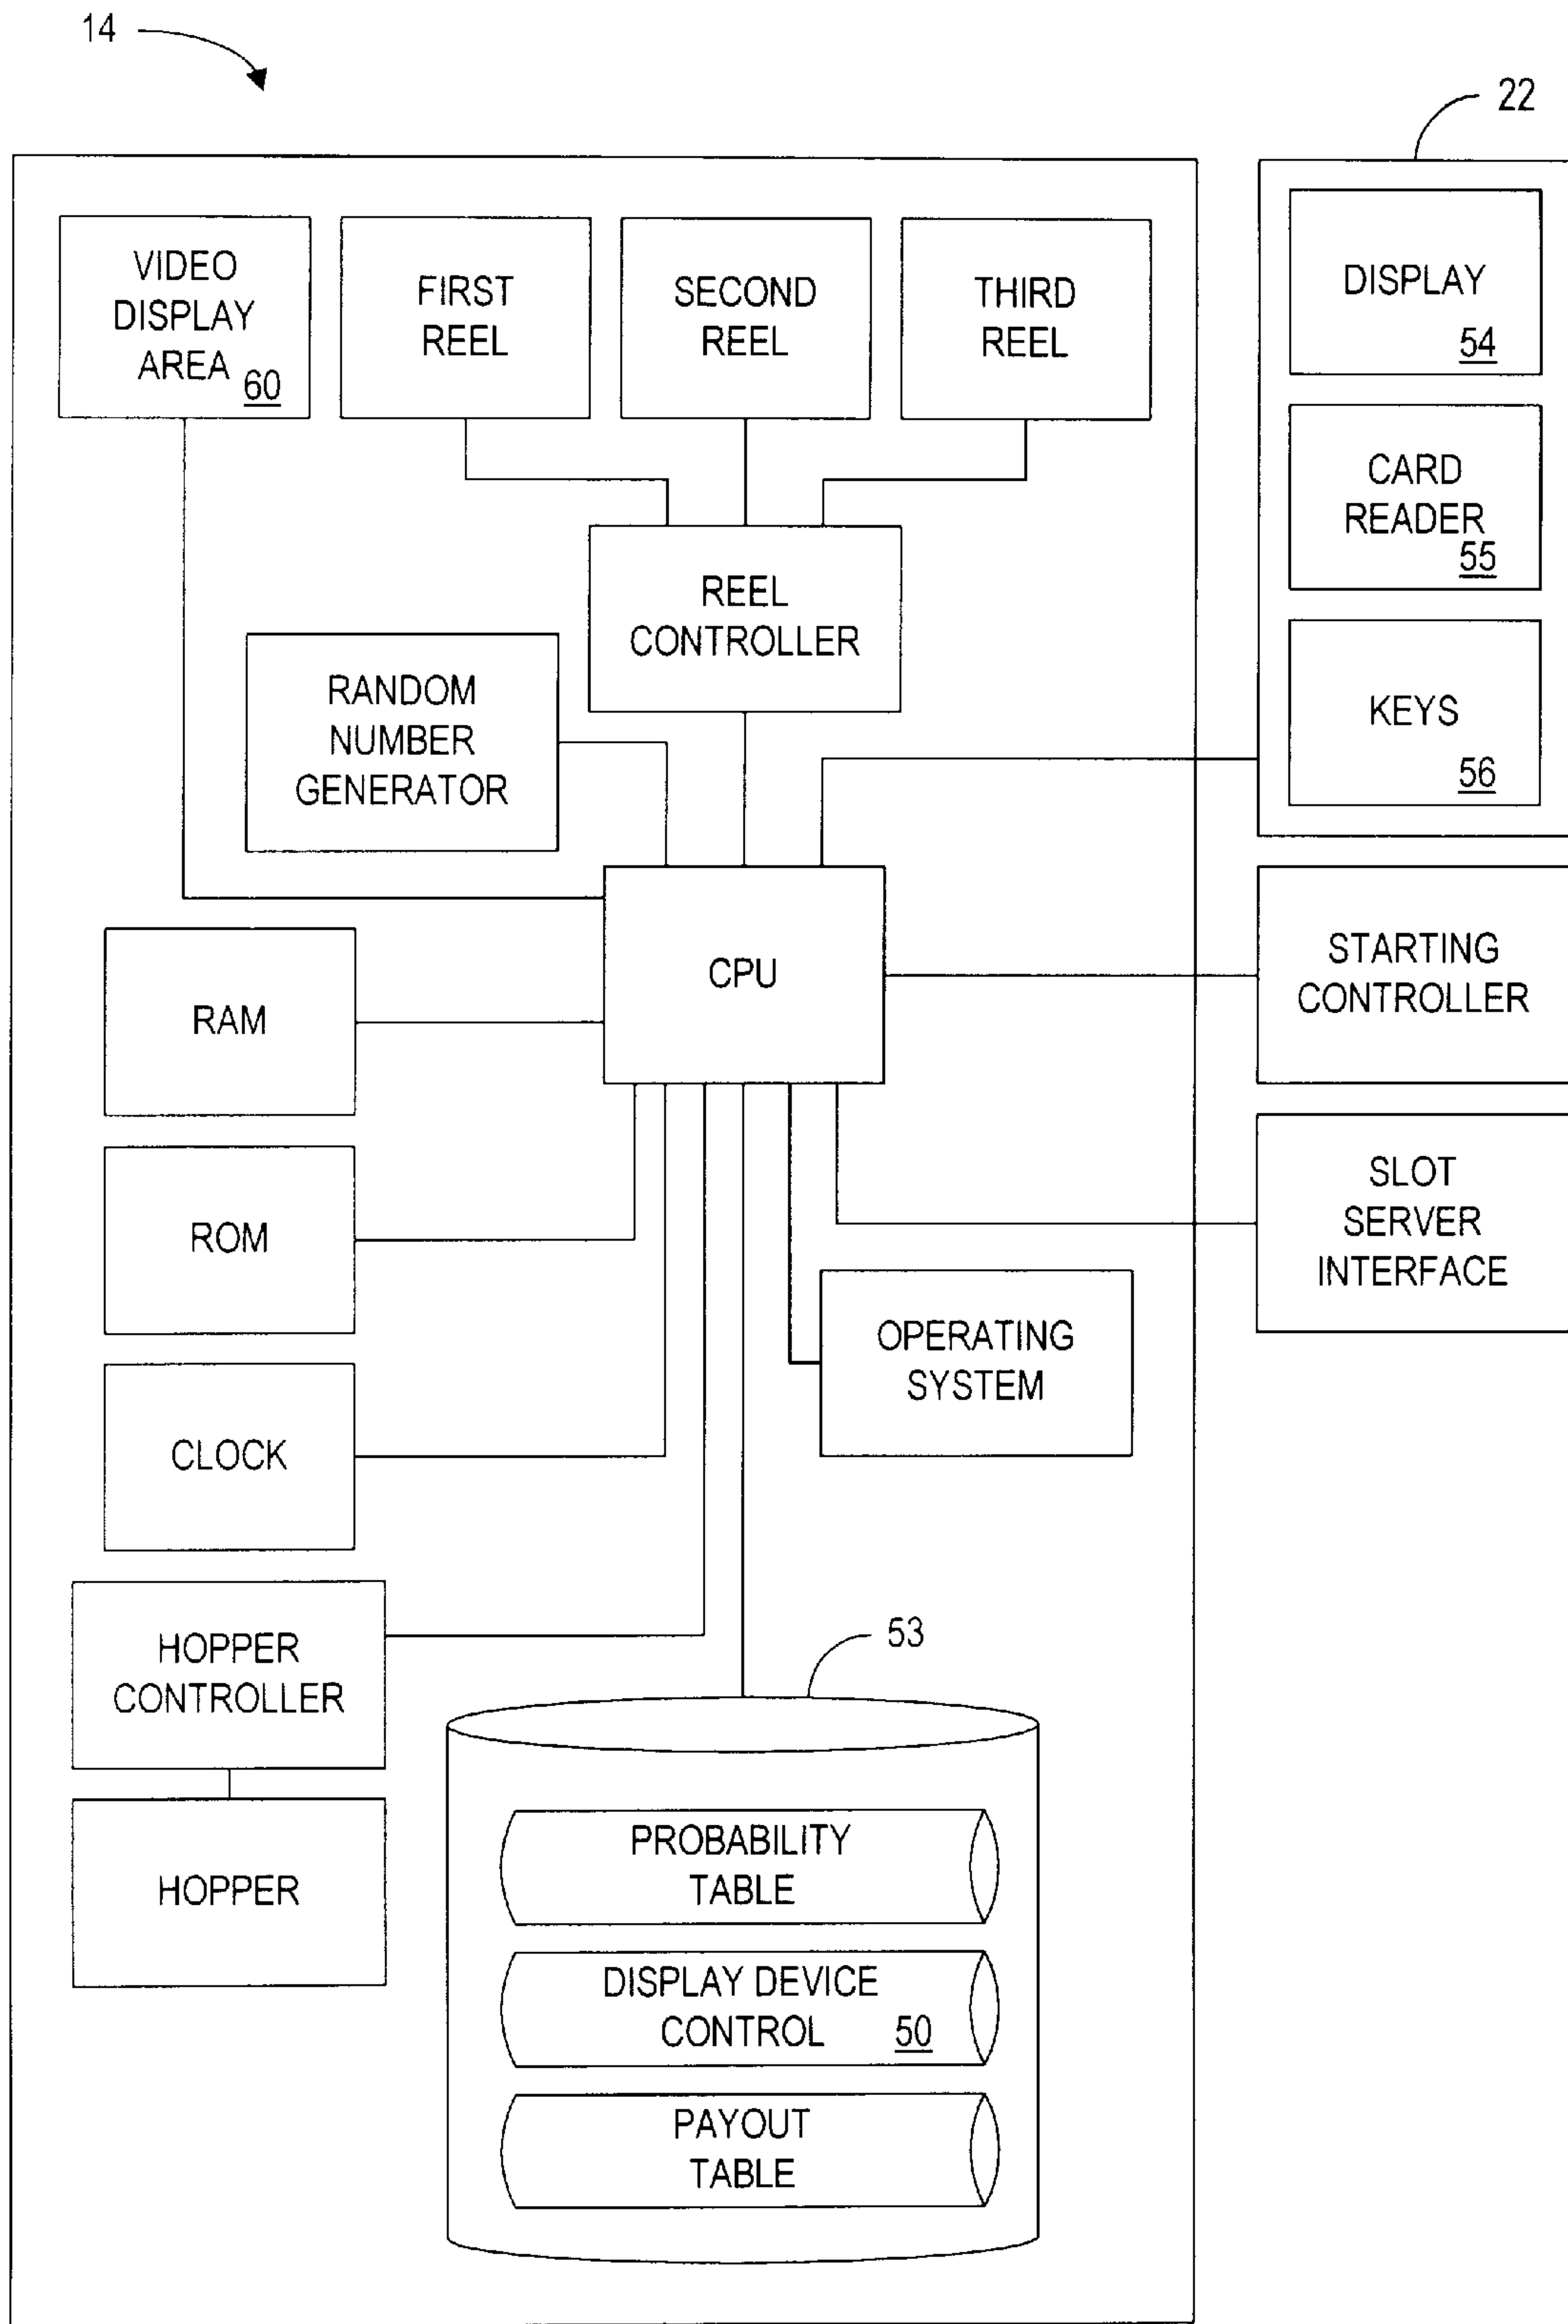 14
22
VIDEO
DISPLAY
AREA 60
FIRST
REEL
SECOND
REEL
THIRD
REEL
DISPLAY
54
CARD
READER
55
KEYS
56
REEL
CONTROLLER
RANDOM
NUMBER
GENERATOR
CPU
STARTING
CONTROLLER
RAM
SLOT
SERVER
INTERFACE
ROM
OPERATING
SYSTEM
CLOCK
HOPPER
CONTROLLER
53
HOPPER
PROBABILITY
TABLE
DISPLAY DEVICE
CONTROL 50
PAYOUT
TABLE